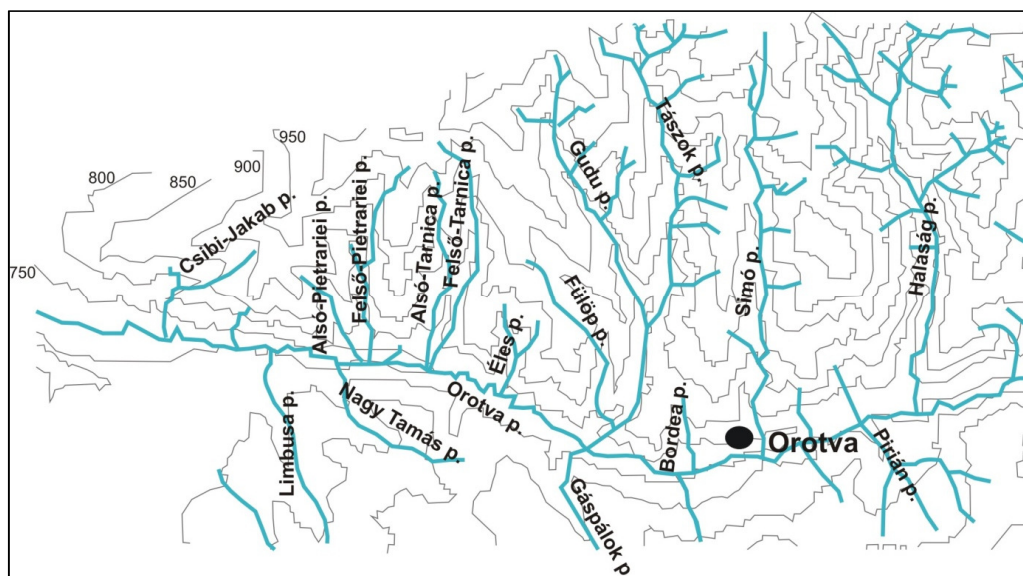 950
900
850
800
750
Csibi-Jakab p.
Alsó-Pietrariei p.
Felső-Pietrariei p.
Alsó-Tarnica p.
Felső-Tarnica p.
Gudu p.
Tászok p.
Simó p.
Halaság p.
Fülöp p.
Éles p.
Orotva p.
Nagy Tamás p.
Limbusa p.
Bordea p.
Orotva
Pirián p.
Gáspálok p